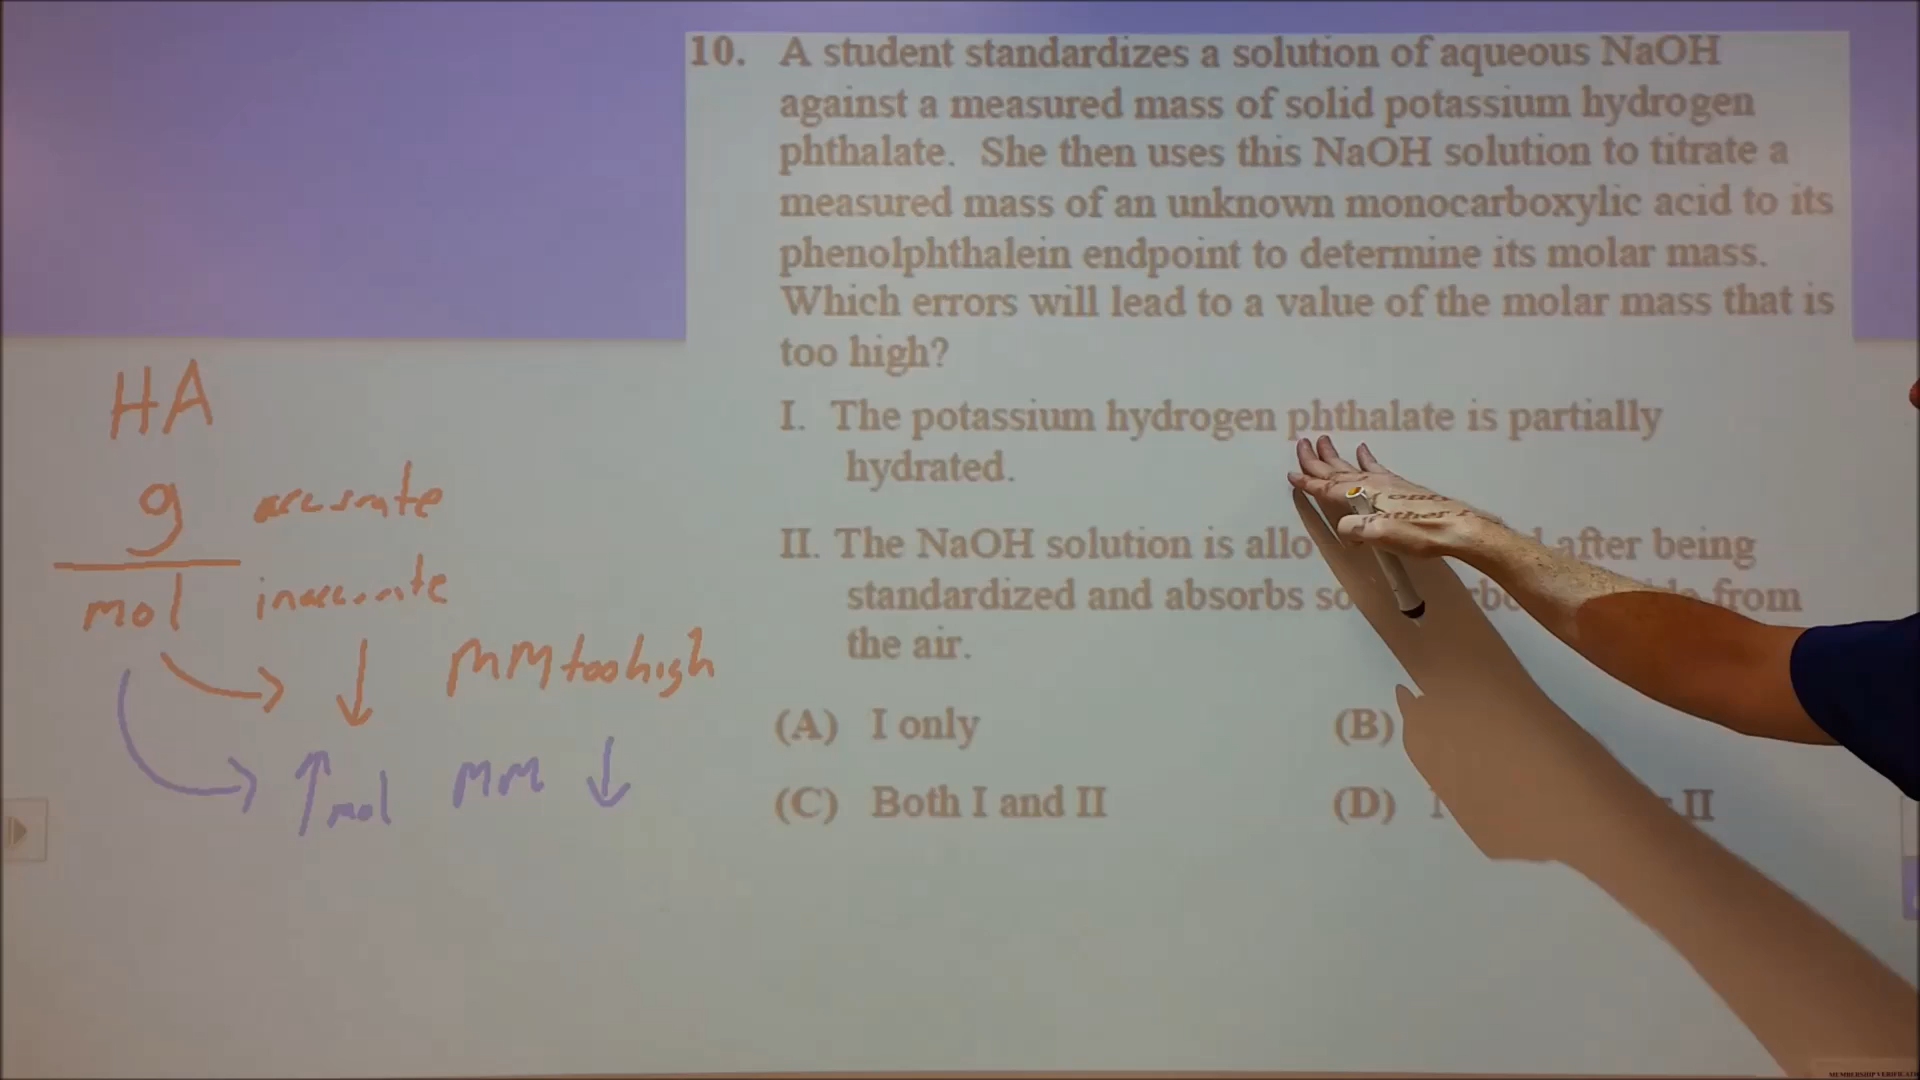 10. A student standardizes a solution of aqueous NaOH
against a measured mass of solid potassium hydrogen
phthalate. She then uses this NaOH solution to titrate a
measured mass of an unknown monocarboxylic acid to its
phenolphthalein endpoint to determine its molar mass.
Which errors will lead to a value of the molar mass that is
too high?
I. The potassium hydrogen phthalate is partially
hydrated.
II. The NaOH solution is allo after being
standardized and absorbs from
the air.
(A) I only
(B)
(C) Both I and II
(D) II
HA
g accurate
mol inaccurate
↓ MM too high
↑ mol MM ↓